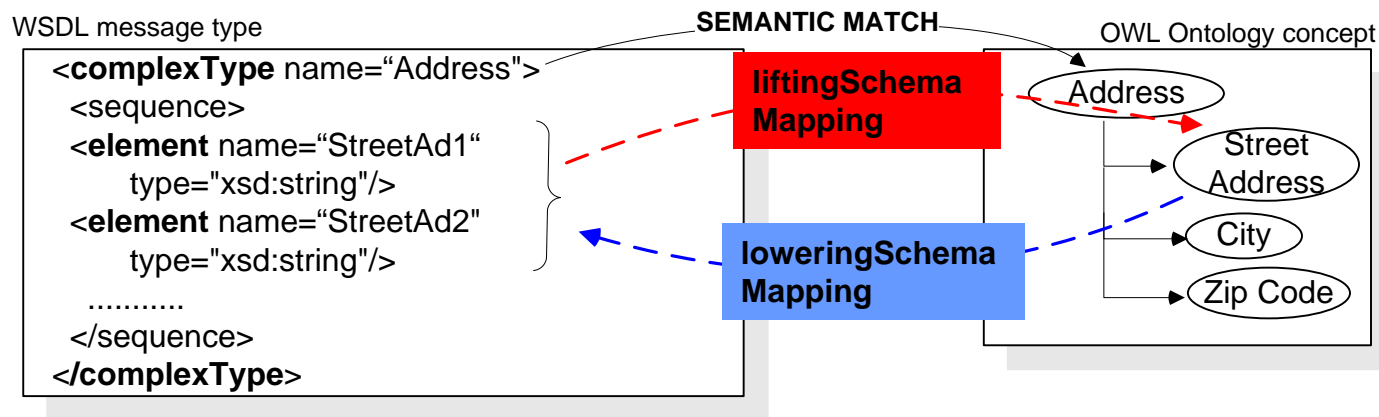 WSDL message type
<complexType name=“Address">
<sequence>
<element name=“StreetAd1“
type="xsd:string"/>
<element name=“StreetAd2"
type="xsd:string"/>
...........
</sequence>
</complexType>
SEMANTIC MATCH
liftingSchema
Mapping
loweringSchema
Mapping
OWL Ontology concept
Address
Street
Address
City
Zip Code